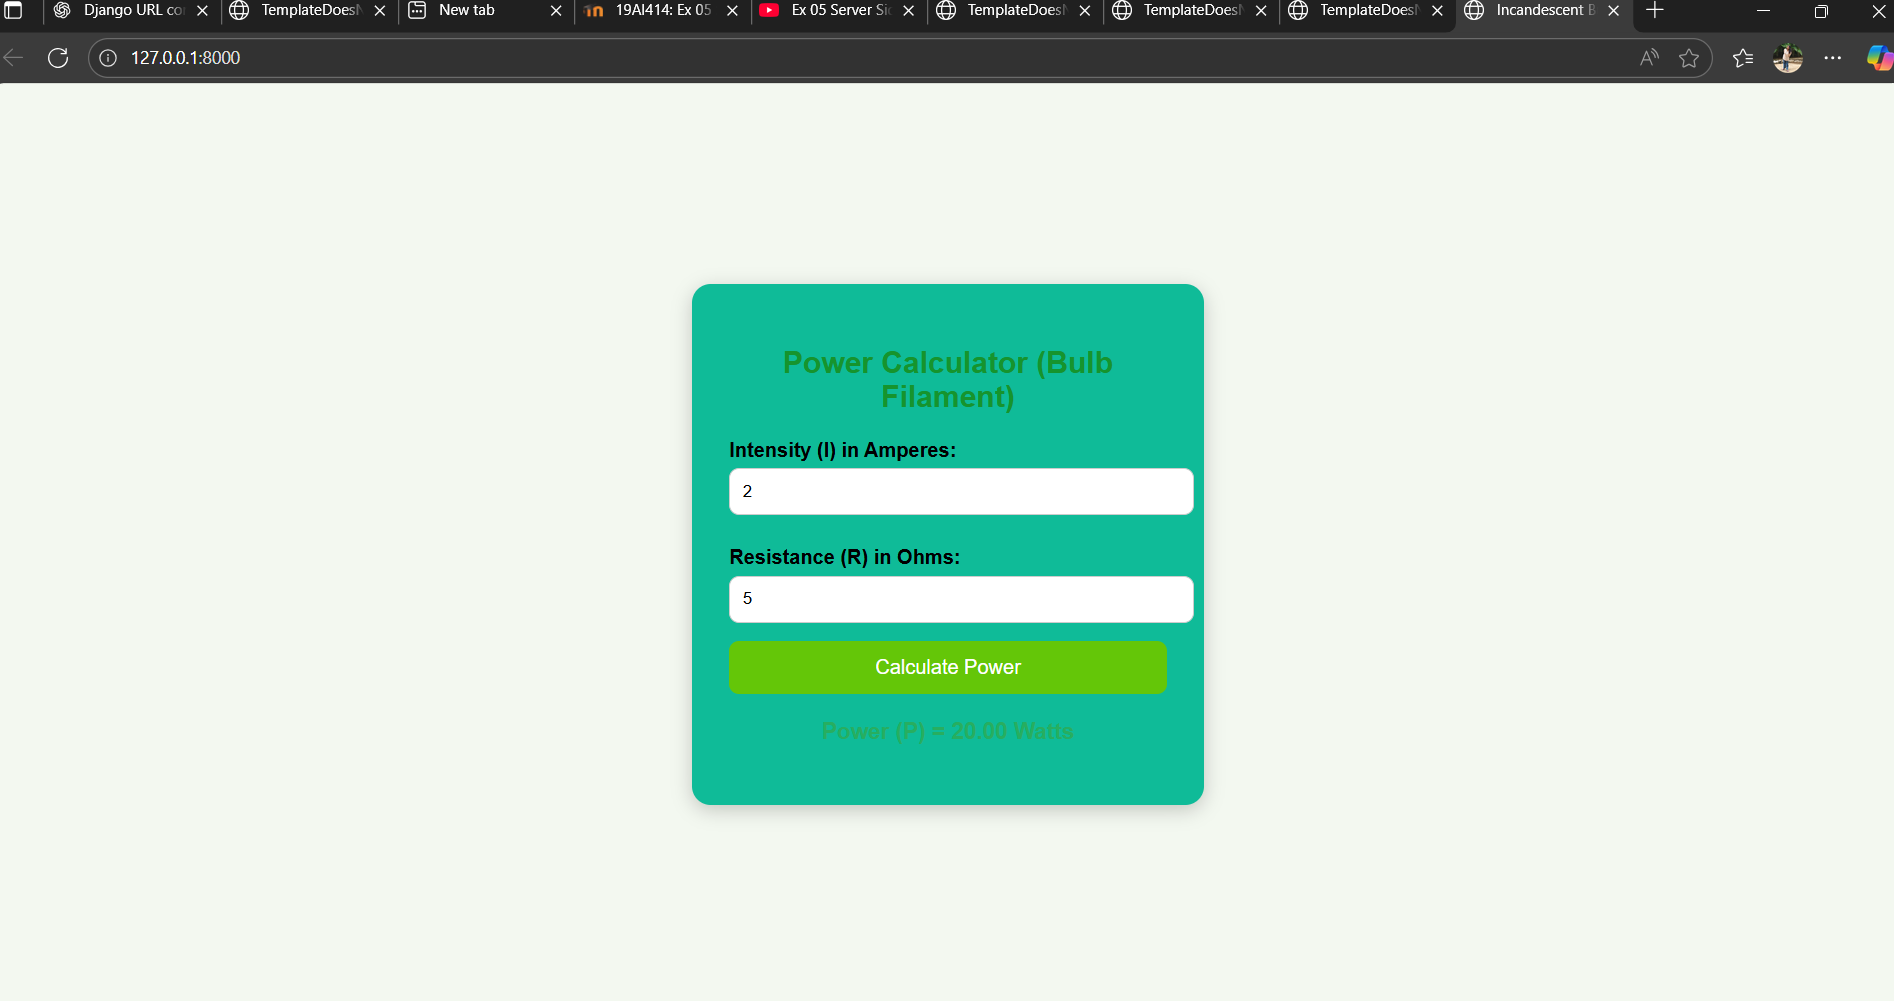 Django URL co
TemplateDoesN
New tab
19AI414: Ex 05
Ex 05 Server Sid
TemplateDoesN
TemplateDoesN
TemplateDoesN
Incandescent B
127.0.0.1:8000
Power Calculator (Bulb
Filament)
Intensity (I) in Amperes:
2
Resistance (R) in Ohms:
5
Calculate Power
Power (P) = 20.00 Watts